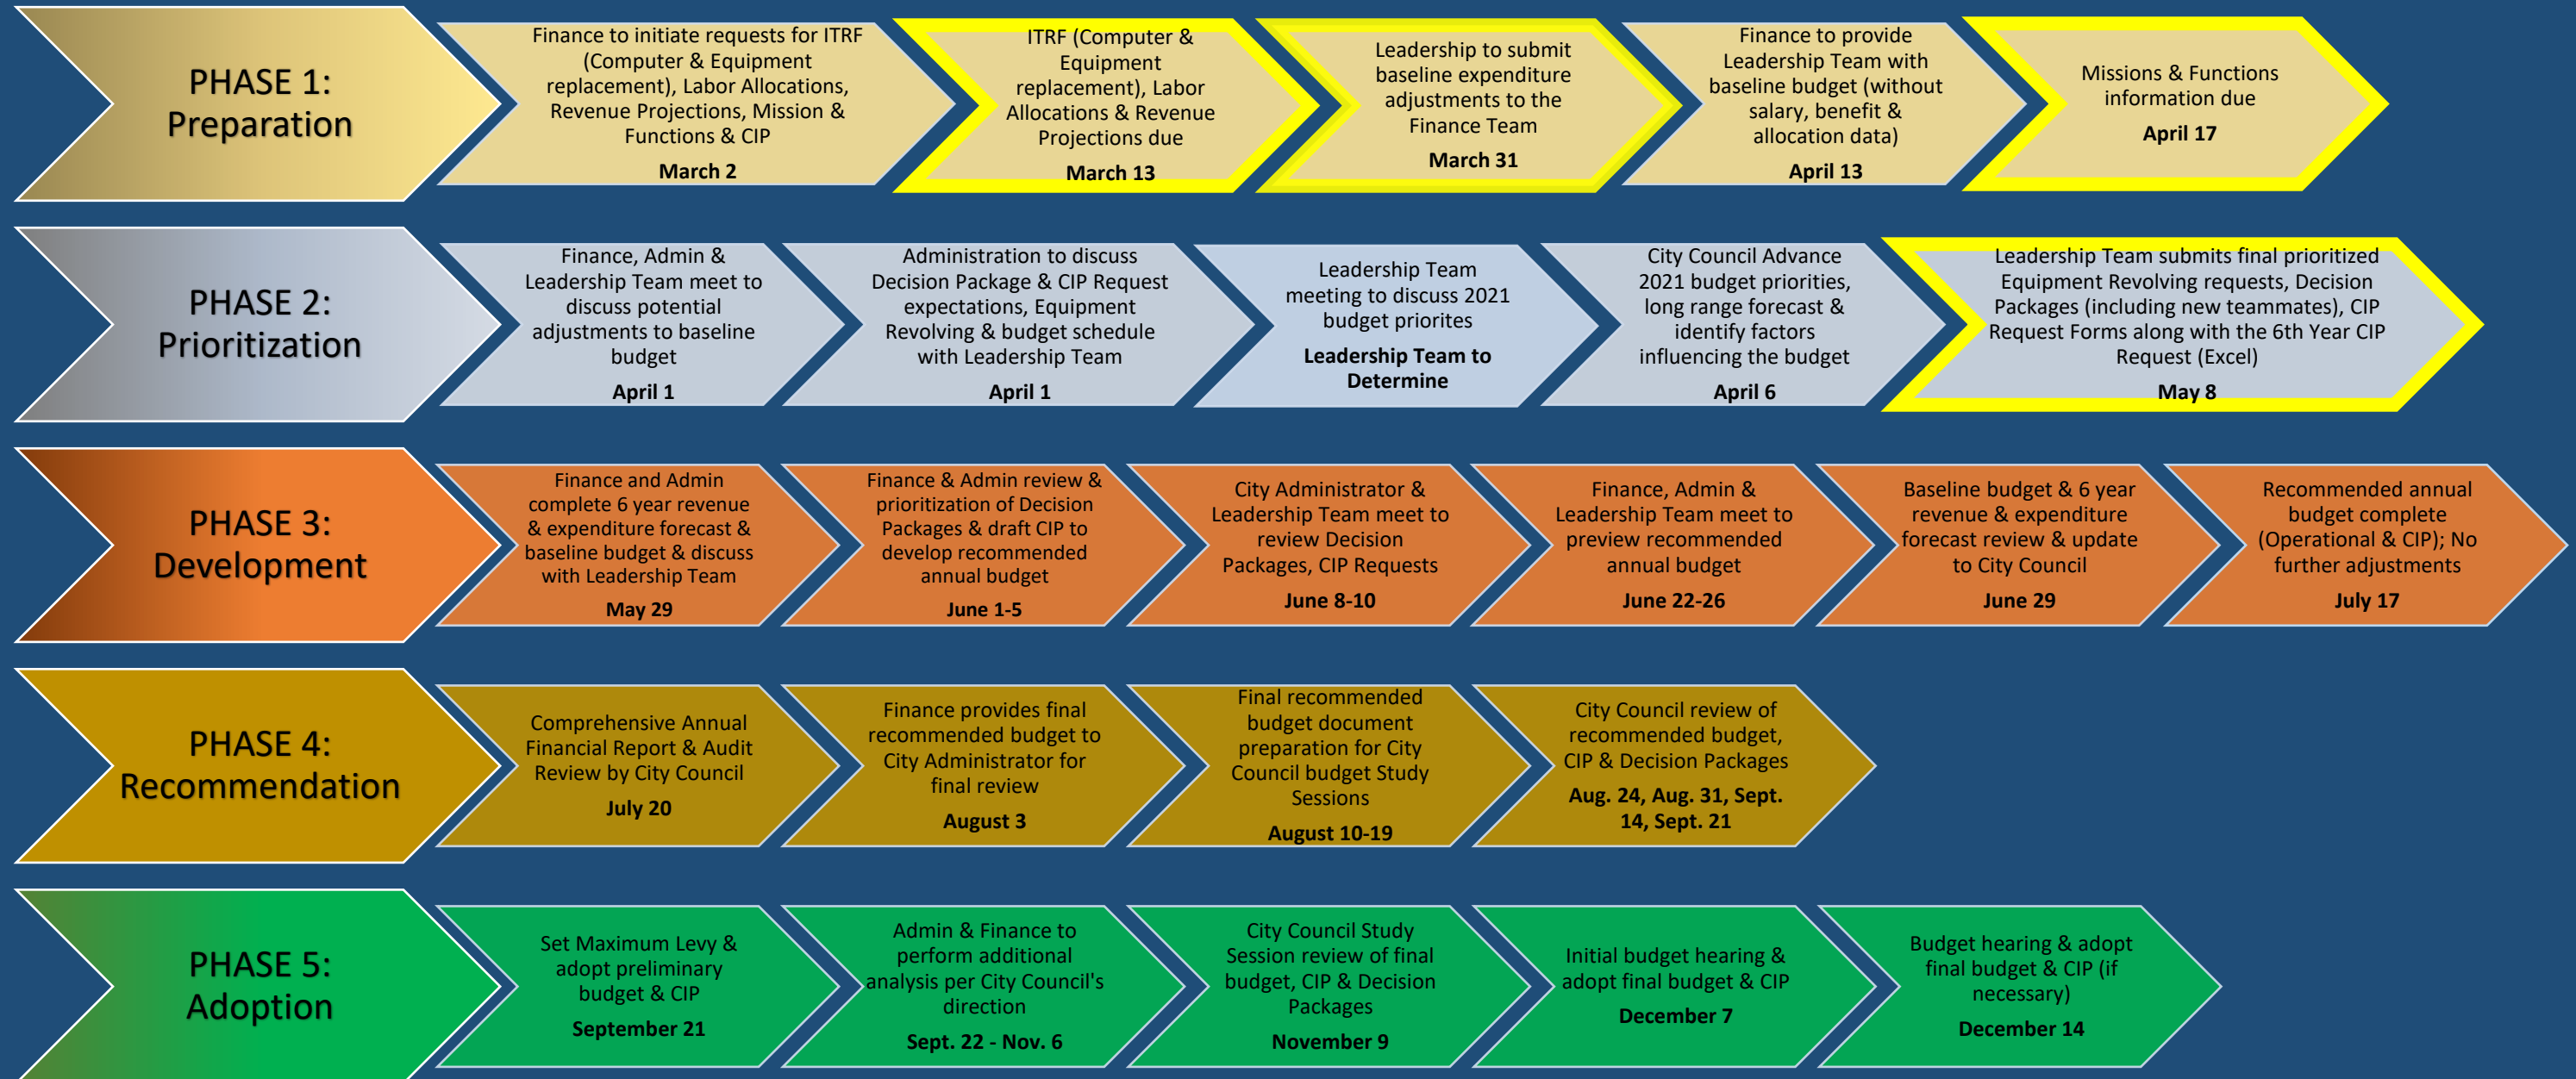 PHASE 1:
Preparation
Finance to initiate requests for ITRF
(Computer & Equipment
replacement), Labor Allocations,
Revenue Projections, Mission &
Functions & CIP
March 2
ITRF (Computer &
Equipment
replacement), Labor
Allocations & Revenue
Projections due
March 13
Leadership to submit
baseline expenditure
adjustments to the
Finance Team
March 31
Finance to provide
Leadership Team with
baseline budget (without
salary, benefit &
allocation data)
April 13
Missions & Functions
information due
April 17
PHASE 2:
Prioritization
Finance, Admin &
Leadership Team meet to
discuss potential
adjustments to baseline
budget
April 1
Administration to discuss
Decision Package & CIP Request
expectations, Equipment
Revolving & budget schedule
with Leadership Team
April 1
Leadership Team
meeting to discuss 2021
budget priorites
Leadership Team to
Determine
City Council Advance
2021 budget priorities,
long range forecast &
identify factors
influencing the budget
April 6
Leadership Team submits final prioritized
Equipment Revolving requests, Decision
Packages (including new teammates), CIP
Request Forms along with the 6th Year CIP
Request (Excel)
May 8
PHASE 3:
Development
Finance and Admin
complete 6 year revenue
& expenditure forecast &
baseline budget & discuss
with Leadership Team
May 29
Finance & Admin review &
prioritization of Decision
Packages & draft CIP to
develop recommended
annual budget
June 1-5
City Administrator &
Leadership Team meet to
review Decision
Packages, CIP Requests
June 8-10
Finance, Admin &
Leadership Team meet to
preview recommended
annual budget
June 22-26
Baseline budget & 6 year
revenue & expenditure
forecast review & update
to City Council
June 29
Recommended annual
budget complete
(Operational & CIP); No
further adjustments
July 17
PHASE 4:
Recommendation
Comprehensive Annual
Financial Report & Audit
Review by City Council
July 20
Finance provides final
recommended budget to
City Administrator for
final review
August 3
Final recommended
budget document
preparation for City
Council budget Study
Sessions
August 10-19
City Council review of
recommended budget,
CIP & Decision Packages
Aug. 24, Aug. 31, Sept.
14, Sept. 21
PHASE 5:
Adoption
Set Maximum Levy &
adopt preliminary
budget & CIP
September 21
Admin & Finance to
perform additional
analysis per City Council's
direction
Sept. 22 - Nov. 6
City Council Study
Session review of final
budget, CIP & Decision
Packages
November 9
Initial budget hearing &
adopt final budget & CIP
December 7
Budget hearing & adopt
final budget & CIP (if
necessary)
December 14